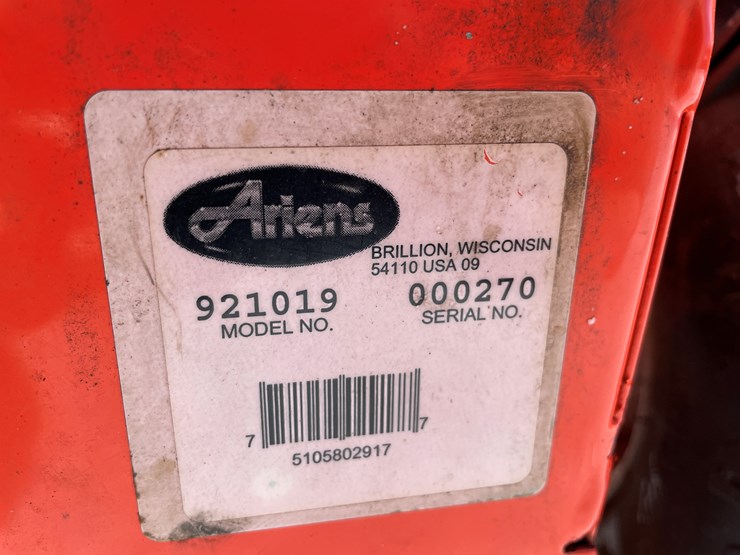 Ariens
BRILLION, WISCONSIN
54110 USA 09
921019 000270
MODEL NO. SERIAL NO.
7 5105802917 7